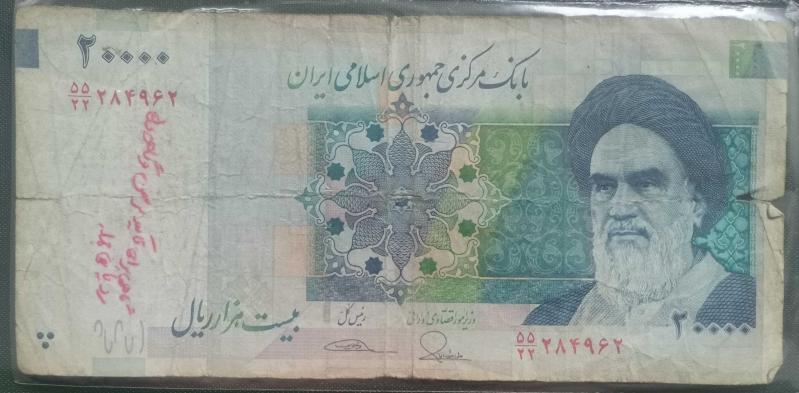 ۲۰۰۰۰
بانک مرکزی جمهوری اسلامی ایران
۵۵/۲۲ ۲۸۴۹۶۲
بیست هزار ریال
رئیس کل
وزیر امور اقتصادی و دارائی
۲۰۰۰۰
۵۵/۲۲ ۲۸۴۹۶۲